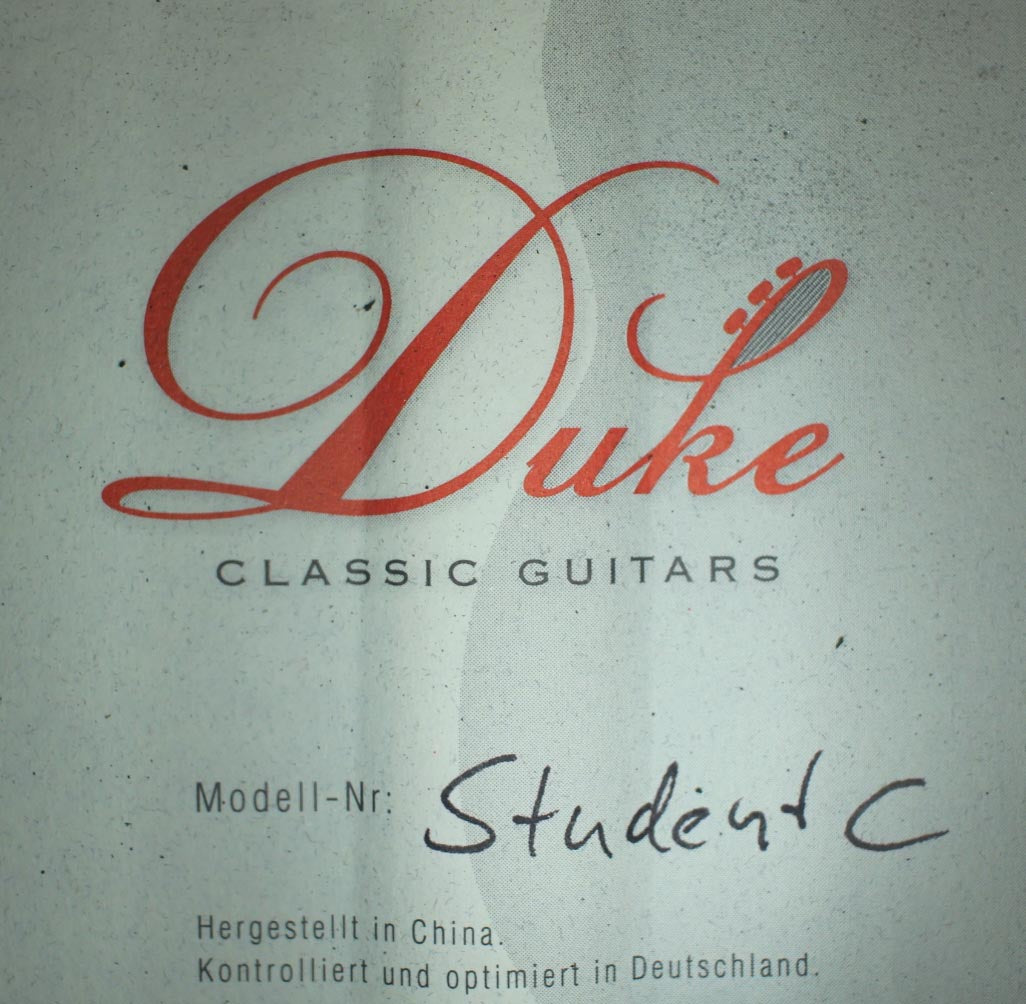 Duke
CLASSIC GUITARS
Modell-Nr: Student C
Hergestellt in China.
Kontrolliert und optimiert in Deutschland.